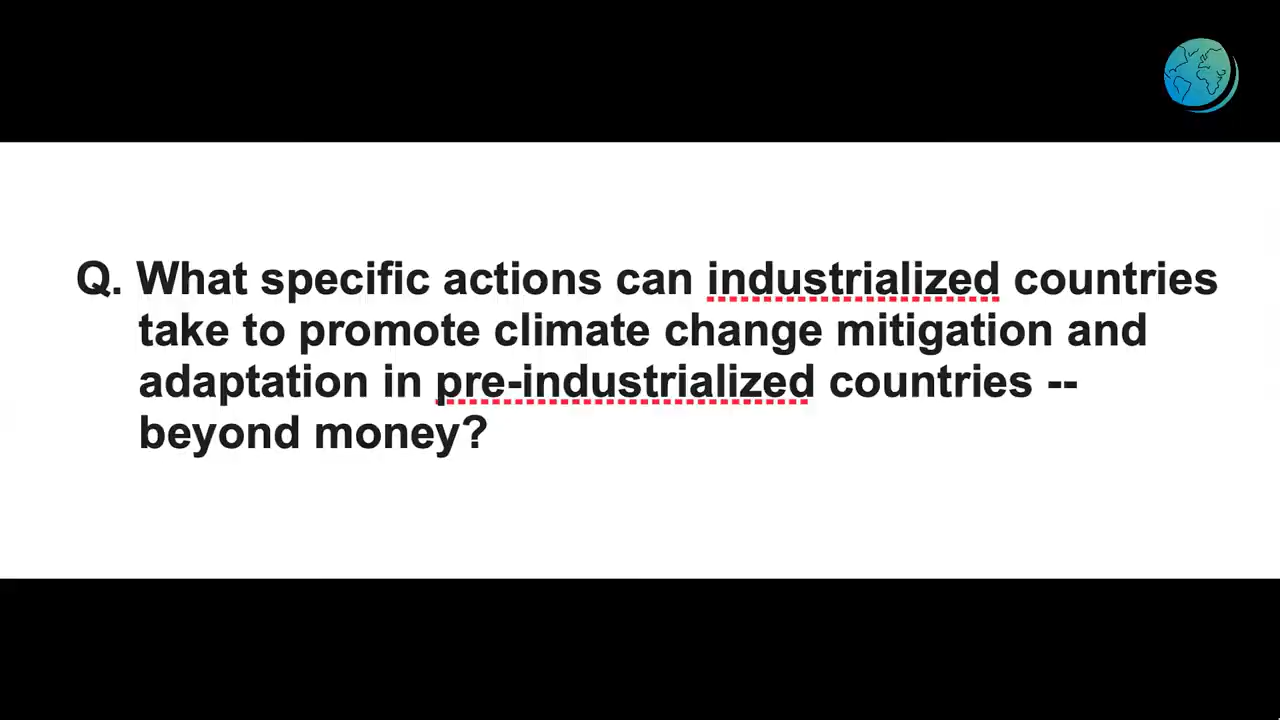 Q. What specific actions can industrialized countries
take to promote climate change mitigation and
adaptation in pre-industrialized countries --
beyond money?